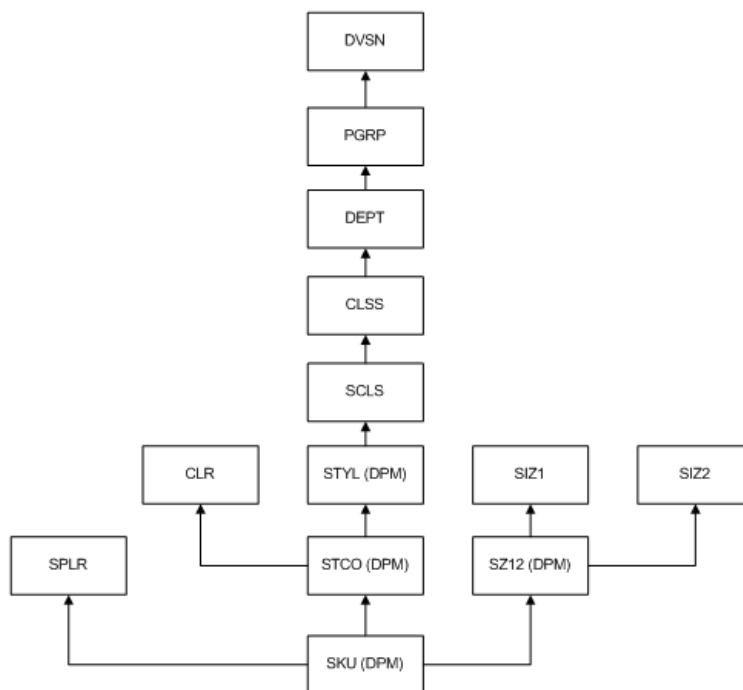 DVSN
PGRP
DEPT
CLSS
SCLS
CLR
STYL (DPM)
SIZ1
SIZ2
SPLR
STCO (DPM)
SZ12 (DPM)
SKU (DPM)